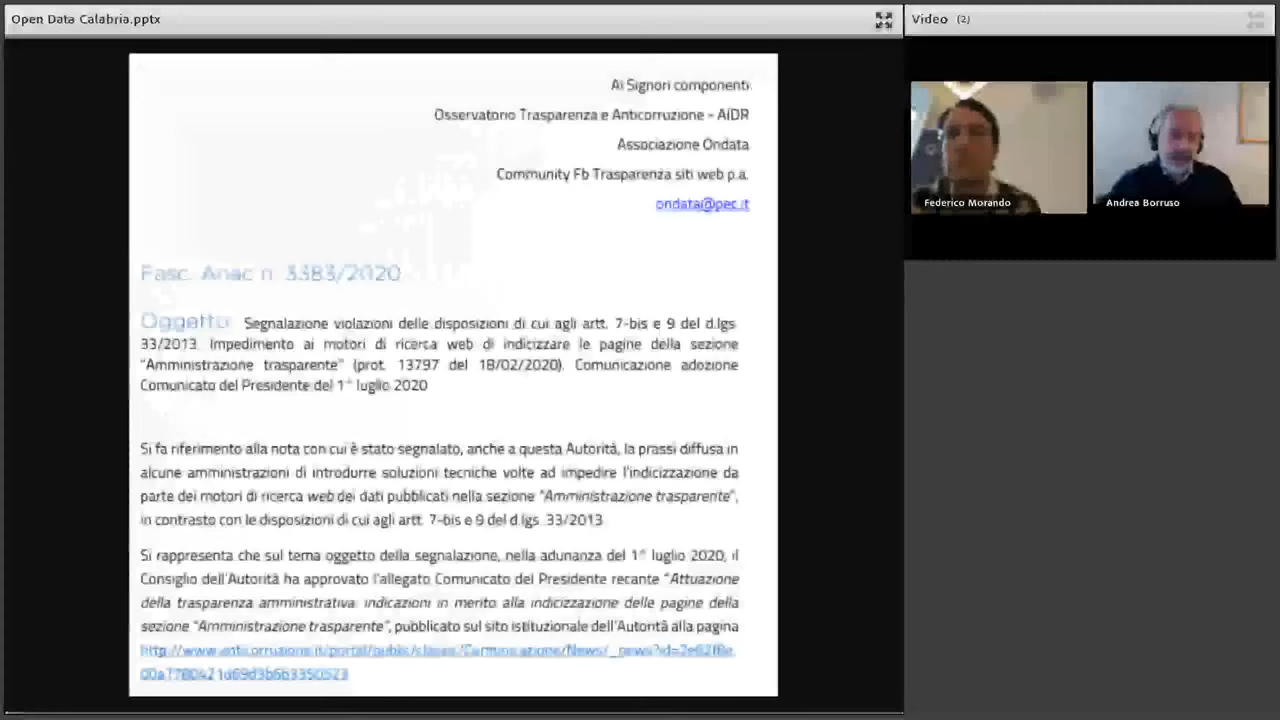 Open Data Calabria.pptx
Video (2)
Federico Morando
Andrea Borruso
Ai Signori componenti
Osservatorio Trasparenza e Anticorruzione - AIDR
Associazione Ondata
Community Fb Trasparenza siti web p.a.
ondata@pec.it
Fasc. Anac n. 3383/2020
Oggetto: Segnalazione violazioni delle disposizioni di cui agli artt. 7-bis e 9 del d.lgs.
33/2013. Impedimento ai motori di ricerca web di indicizzare le pagine della sezione
"Amministrazione trasparente" (prot. 13797 del 18/02/2020). Comunicazione adozione
Comunicato del Presidente del 1° luglio 2020
Si fa riferimento alla nota con cui è stato segnalato, anche a questa Autorità, la prassi diffusa in
alcune amministrazioni di introdurre soluzioni tecniche volte ad impedire l'indicizzazione da
parte dei motori di ricerca web dei dati pubblicati nella sezione "Amministrazione trasparente",
in contrasto con le disposizioni di cui agli artt. 7-bis e 9 del d.lgs. 33/2013
Si rappresenta che sul tema oggetto della segnalazione, nella adunanza del 1° luglio 2020, il
Consiglio dell'Autorità ha approvato l'allegato Comunicato del Presidente recante "Attuazione
della trasparenza amministrativa: indicazioni in merito alla indicizzazione delle pagine della
sezione "Amministrazione trasparente", pubblicato sul sito istituzionale dell'Autorità alla pagina